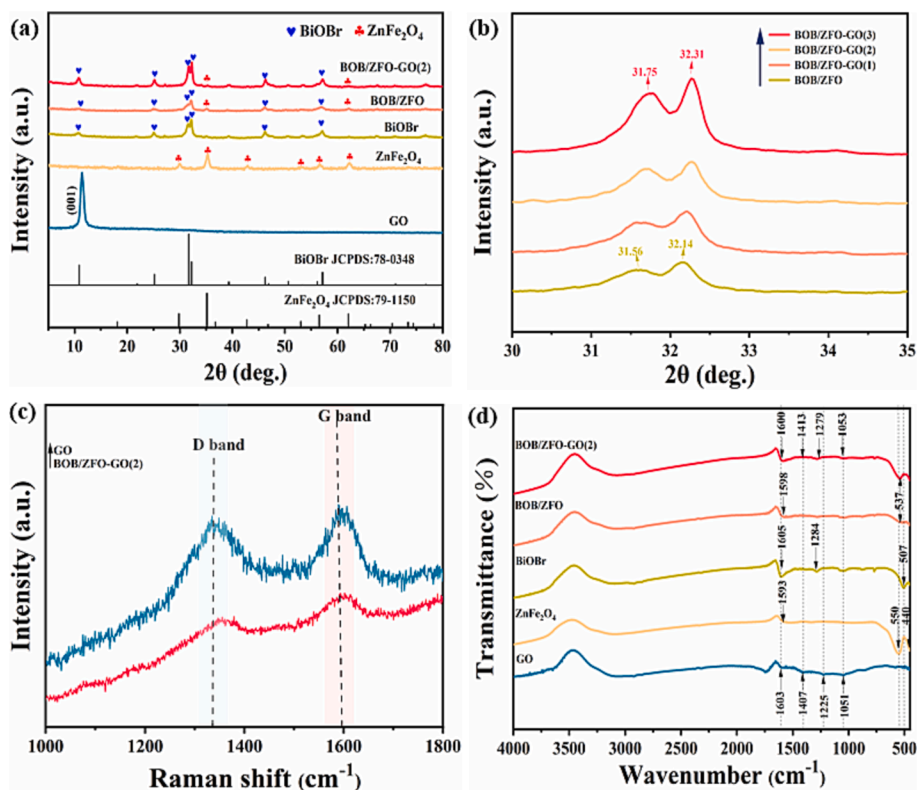 (a)
♥ BiOBr ♣ ZnFe₂O₄
BOB/ZFO-GO(2)
BOB/ZFO
BiOBr
ZnFe₂O₄
(001)
GO
BiOBr JCPDS:78-0348
ZnFe₂O₄ JCPDS:79-1150
Intensity (a.u.)
10 20 30 40 50 60 70 80
2θ (deg.)
(b)
BOB/ZFO-GO(3)
BOB/ZFO-GO(2)
BOB/ZFO-GO(1)
BOB/ZFO
31.75
32.31
31.56
32.14
Intensity (a.u.)
30 31 32 33 34 35
2θ (deg.)
(c)
GO
BOB/ZFO-GO(2)
D band
G band
Intensity (a.u.)
1000 1200 1400 1600 1800
Raman shift (cm⁻¹)
(d)
1600 1413 1279 1053
BOB/ZFO-GO(2)
1598
537
BOB/ZFO
1605 1284
507
BiOBr
1593
550 440
ZnFe₂O₄
GO
1603 1407 1225 1051
Transmittance (%)
4000 3500 3000 2500 2000 1500 1000 500
Wavenumber (cm⁻¹)